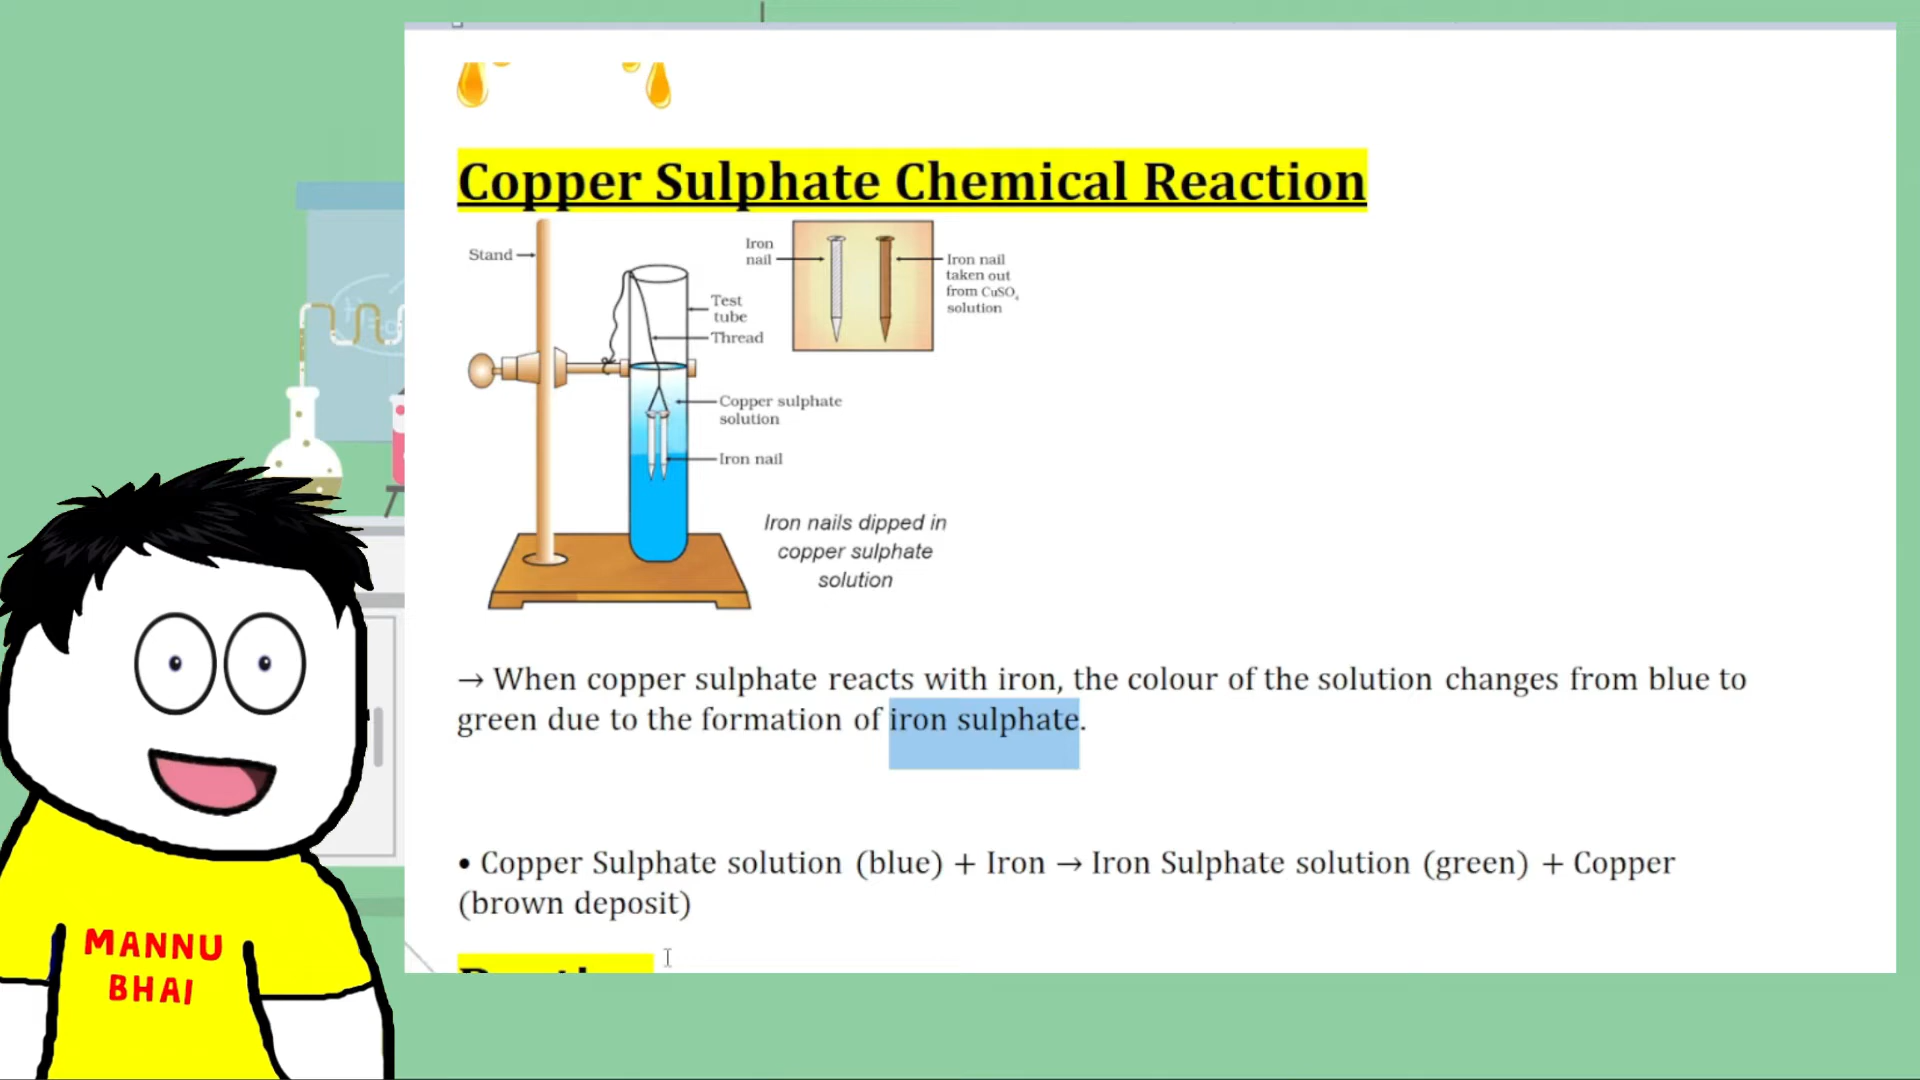 Copper Sulphate Chemical Reaction
Stand
Iron
nail
Iron nail
taken out
from CuSO₄
solution
Test
tube
Thread
Copper sulphate
solution
Iron nail
Iron nails dipped in
copper sulphate
solution
→ When copper sulphate reacts with iron, the colour of the solution changes from blue to
green due to the formation of iron sulphate.
• Copper Sulphate solution (blue) + Iron → Iron Sulphate solution (green) + Copper
(brown deposit)
MANNU
BHAI